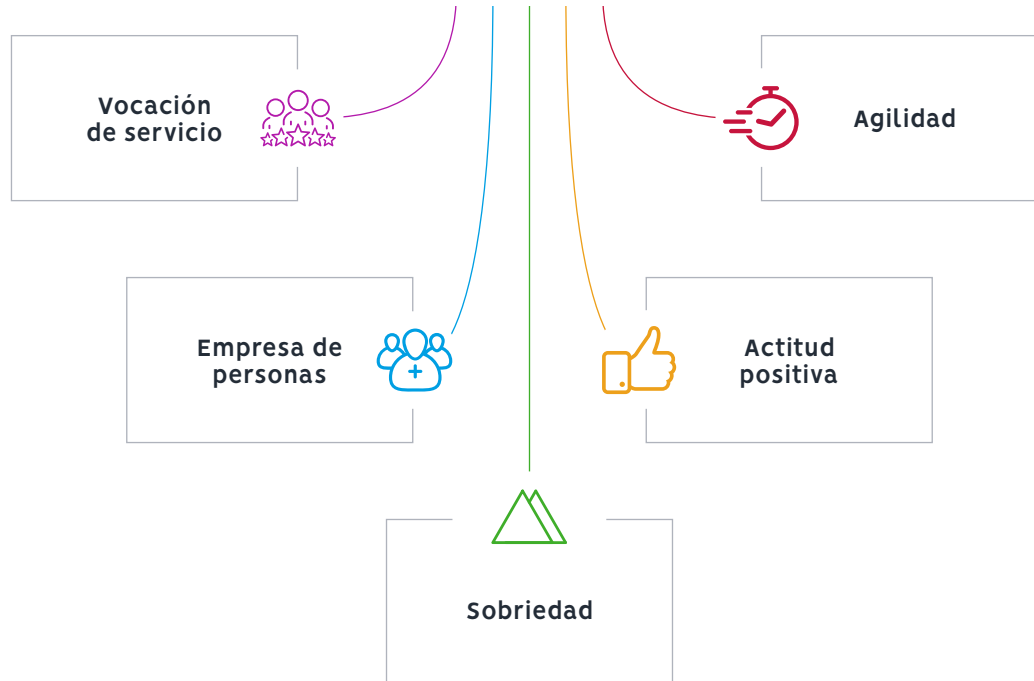 Vocación
de servicio
Agilidad
Empresa de
personas
Actitud
positiva
Sobriedad